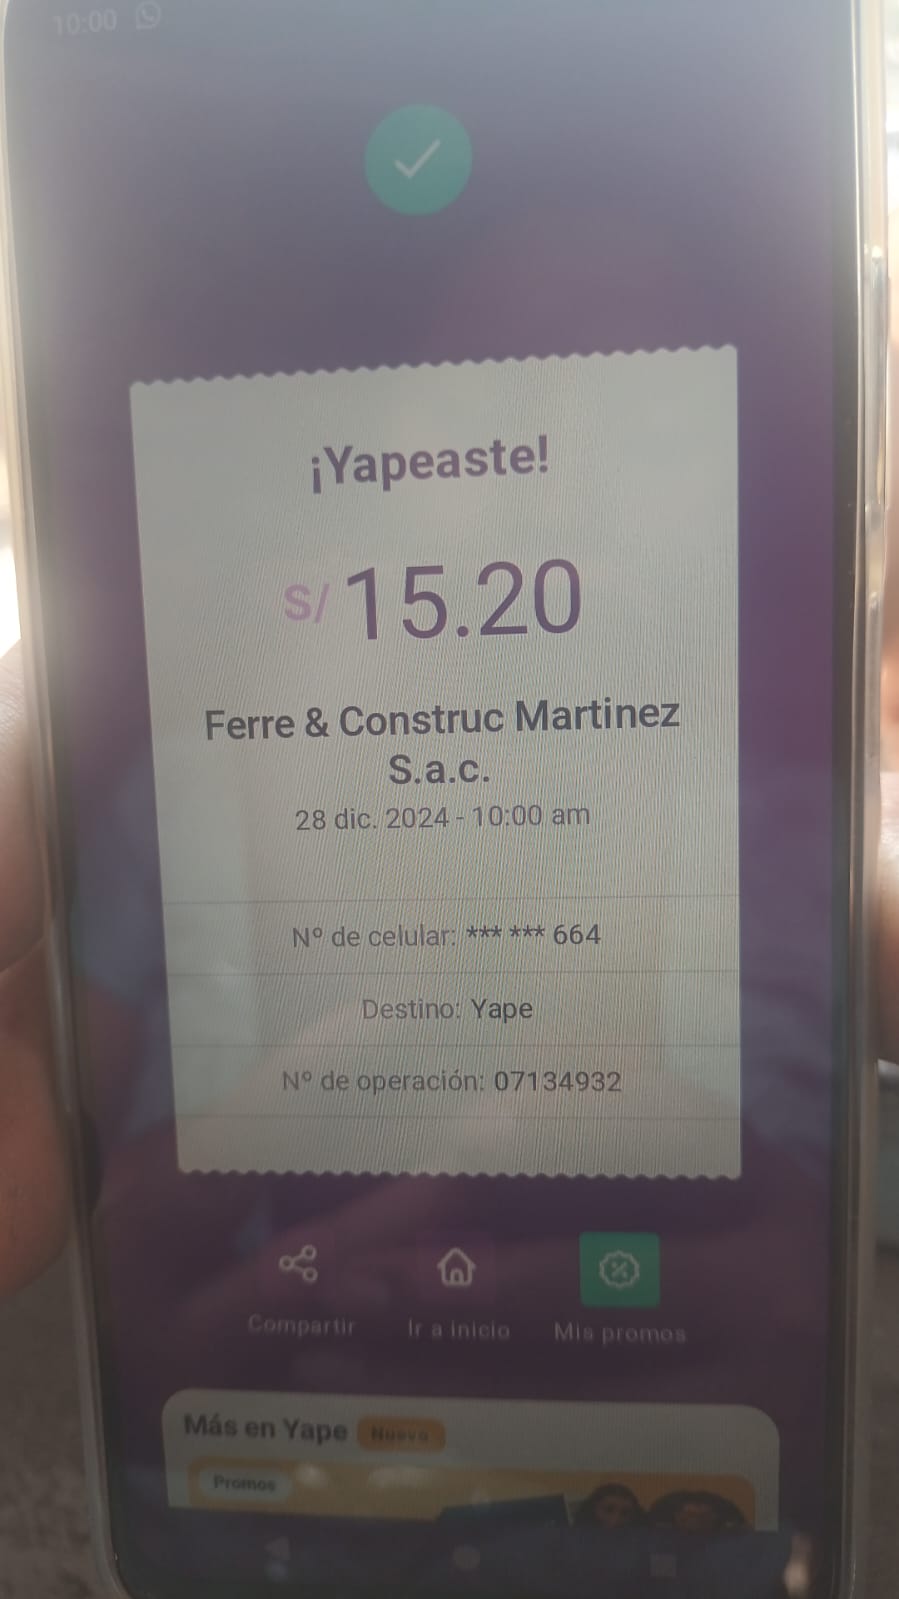 10:00
¡Yapeaste!
S/ 15.20
Ferre & Construc Martinez
S.a.c.
28 dic. 2024 - 10:00 am
Nº de celular: *** *** 664
Destino: Yape
Nº de operación: 07134932
Compartir Ir a inicio Mis promos
Más en Yape Nuevo
Promos